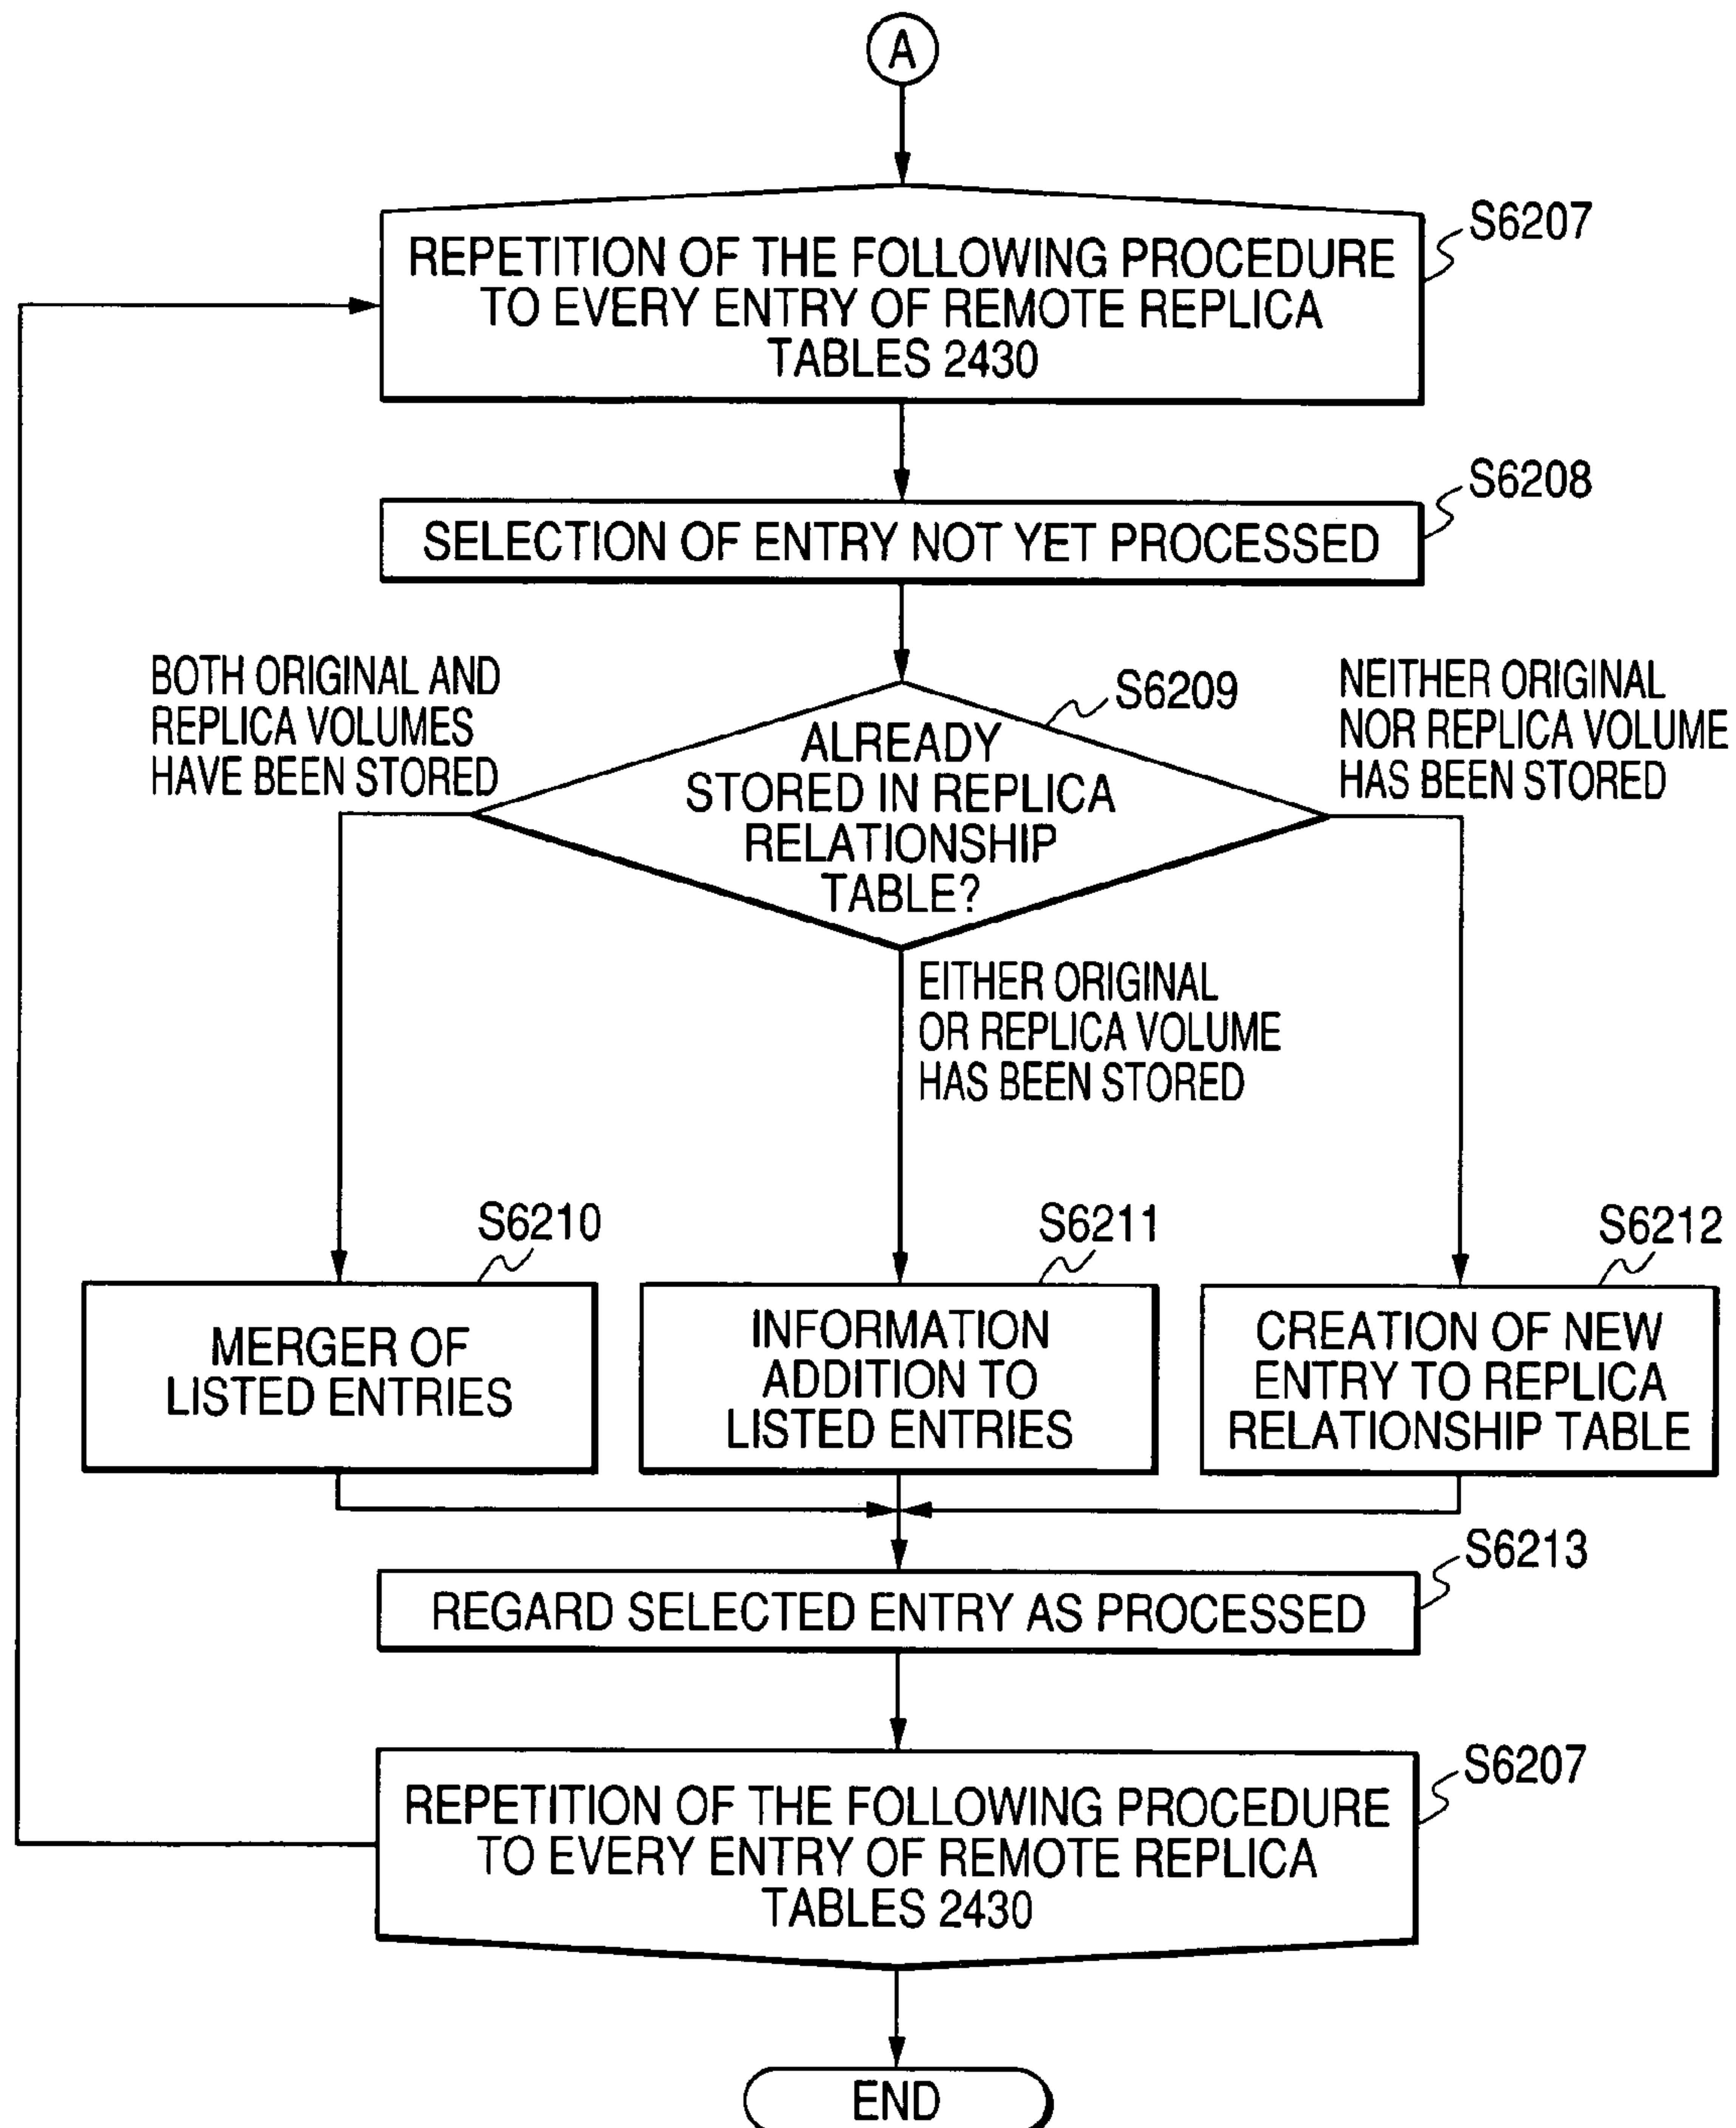 A
REPETITION OF THE FOLLOWING PROCEDURE
TO EVERY ENTRY OF REMOTE REPLICA
TABLES 2430
S6207
SELECTION OF ENTRY NOT YET PROCESSED
S6208
BOTH ORIGINAL AND
REPLICA VOLUMES
HAVE BEEN STORED
ALREADY
STORED IN REPLICA
RELATIONSHIP
TABLE?
S6209
NEITHER ORIGINAL
NOR REPLICA VOLUME
HAS BEEN STORED
EITHER ORIGINAL
OR REPLICA VOLUME
HAS BEEN STORED
S6210
MERGER OF
LISTED ENTRIES
S6211
INFORMATION
ADDITION TO
LISTED ENTRIES
S6212
CREATION OF NEW
ENTRY TO REPLICA
RELATIONSHIP TABLE
S6213
REGARD SELECTED ENTRY AS PROCESSED
S6207
REPETITION OF THE FOLLOWING PROCEDURE
TO EVERY ENTRY OF REMOTE REPLICA
TABLES 2430
END